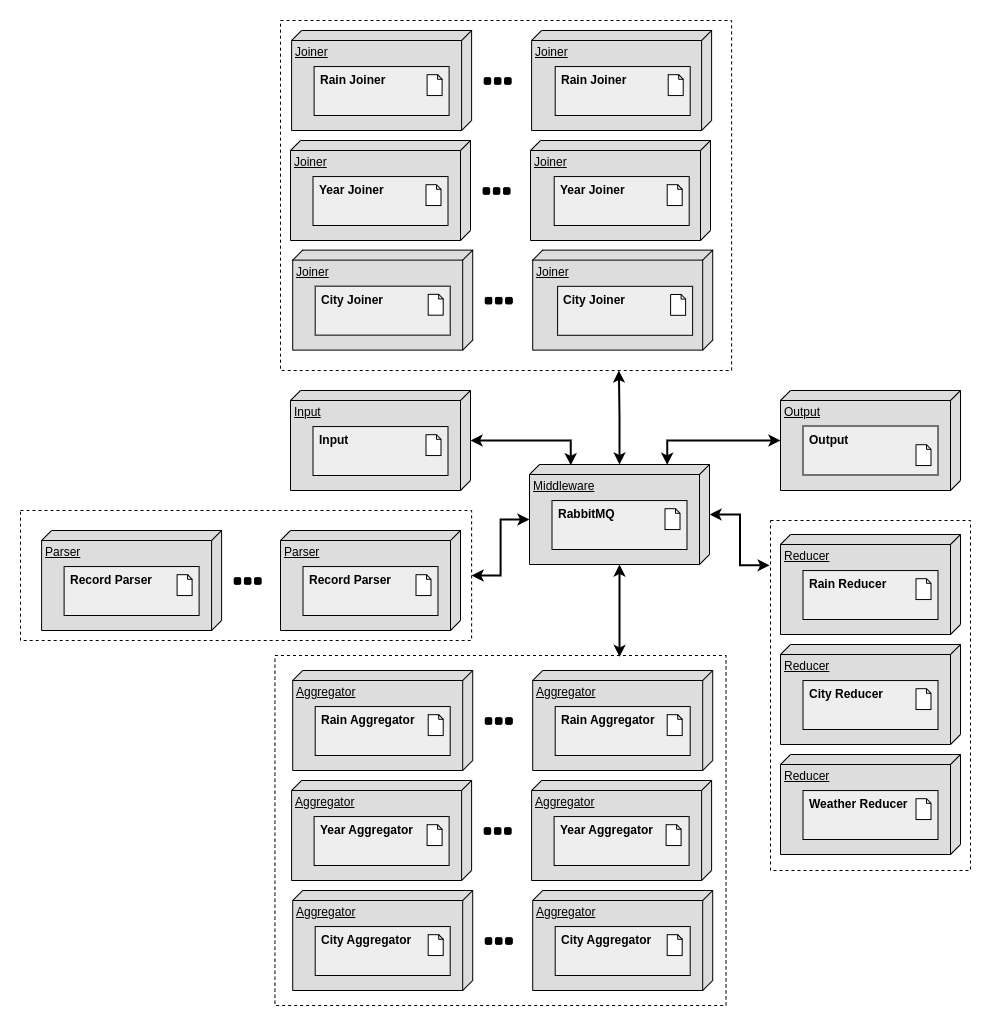 Joiner
Rain Joiner
Joiner
Rain Joiner
Joiner
Year Joiner
Joiner
Year Joiner
Joiner
City Joiner
Joiner
City Joiner
Input
Input
Output
Output
Middleware
RabbitMQ
Parser
Record Parser
Parser
Record Parser
Reducer
Rain Reducer
Reducer
City Reducer
Reducer
Weather Reducer
Aggregator
Rain Aggregator
Aggregator
Rain Aggregator
Aggregator
Year Aggregator
Aggregator
Year Aggregator
Aggregator
City Aggregator
Aggregator
City Aggregator